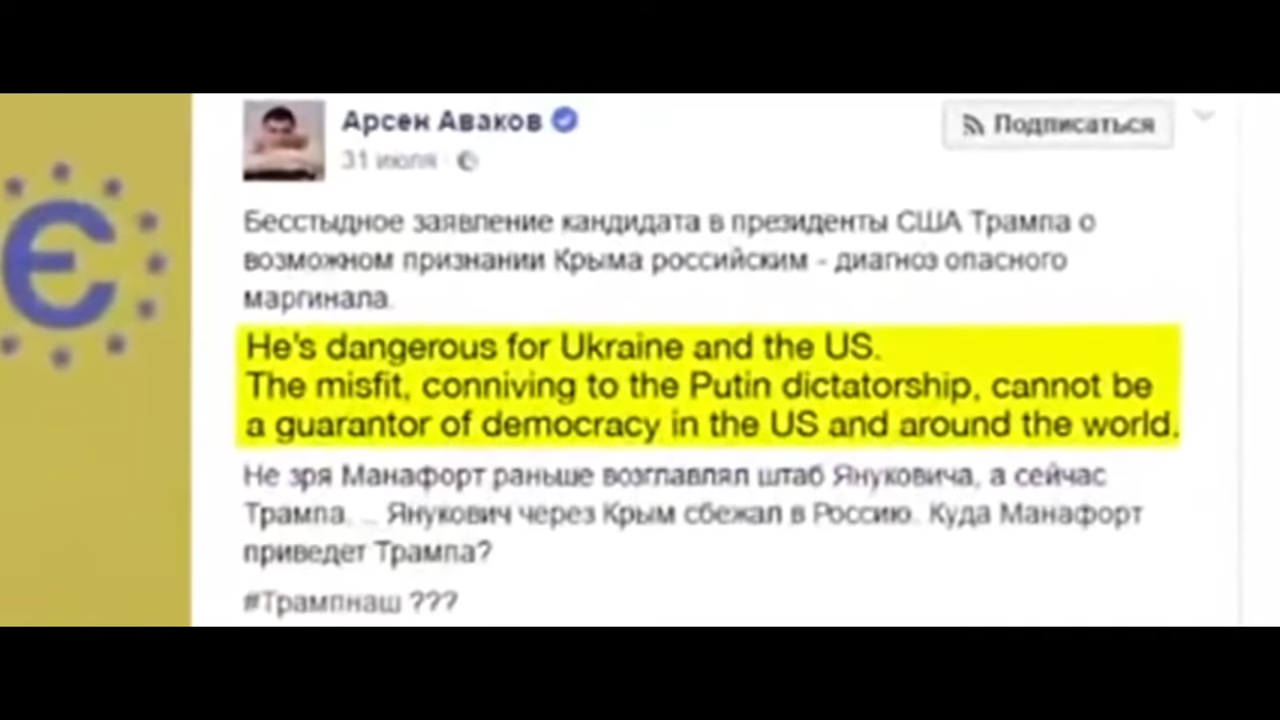 Арсен Аваков
Подписаться
31 июля
Бесстыдное заявление кандидата в президенты США Трампа о
возможном признании Крыма российским - диагноз опасного
маргинала.
He's dangerous for Ukraine and the US.
The misfit, conniving to the Putin dictatorship, cannot be
a guarantor of democracy in the US and around the world.
Не зря Манафорт раньше возглавлял штаб Януковича, а сейчас
Трампа. .. Янукович через Крым сбежал в Россию. Куда Манафорт
приведет Трампа?
#Трампнаш ???
є